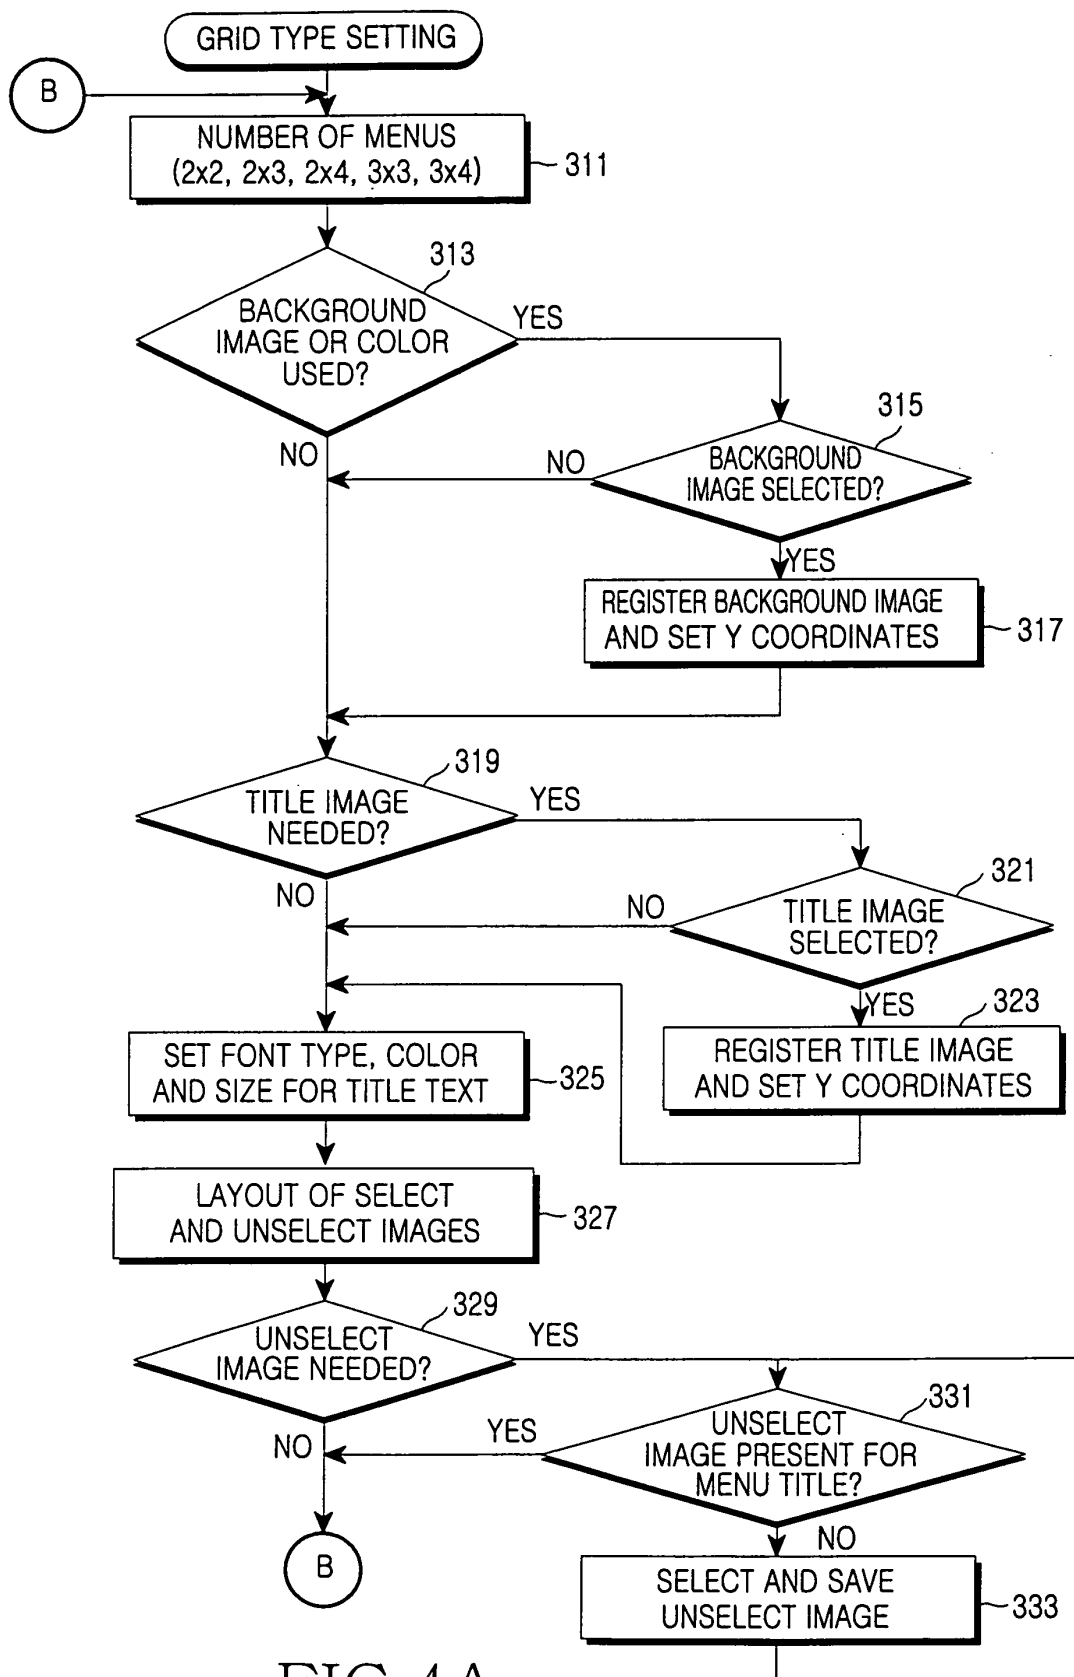 GRID TYPE SETTING
B
NUMBER OF MENUS
(2x2, 2x3, 2x4, 3x3, 3x4)
311
313
BACKGROUND
IMAGE OR COLOR
USED?
YES
NO
315
BACKGROUND
IMAGE SELECTED?
NO
YES
REGISTER BACKGROUND IMAGE
AND SET Y COORDINATES
317
319
TITLE IMAGE
NEEDED?
YES
NO
321
TITLE IMAGE
SELECTED?
NO
YES
323
REGISTER TITLE IMAGE
AND SET Y COORDINATES
SET FONT TYPE, COLOR
AND SIZE FOR TITLE TEXT
325
LAYOUT OF SELECT
AND UNSELECT IMAGES
327
329
UNSELECT
IMAGE NEEDED?
YES
NO
331
UNSELECT
IMAGE PRESENT FOR
MENU TITLE?
YES
NO
B
SELECT AND SAVE
UNSELECT IMAGE
333
FIG.4A